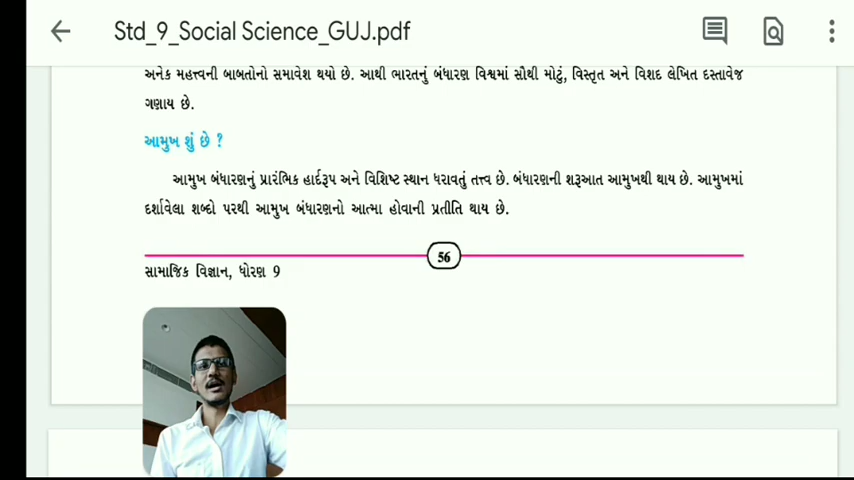 Std_9_Social Science_GUJ.pdf
અનેક મહત્ત્વની બાબતોનો સમાવેશ થયો છે. આથી ભારતનું બંધારણ વિશ્વમાં સૌથી મોટું, વિસ્તૃત અને વિશદ લેખિત દસ્તાવેજ
ગણાય છે.
આમુખ શું છે ?
આમુખ બંધારણનું પ્રારંભિક હાર્દરૂપ અને વિશિષ્ટ સ્થાન ધરાવતું તત્ત્વ છે. બંધારણની શરૂઆત આમુખથી થાય છે. આમુખમાં
દર્શાવેલા શબ્દો પરથી આમુખ બંધારણનો આત્મા હોવાની પ્રતીતિ થાય છે.
56
સામાજિક વિજ્ઞાન, ધોરણ 9